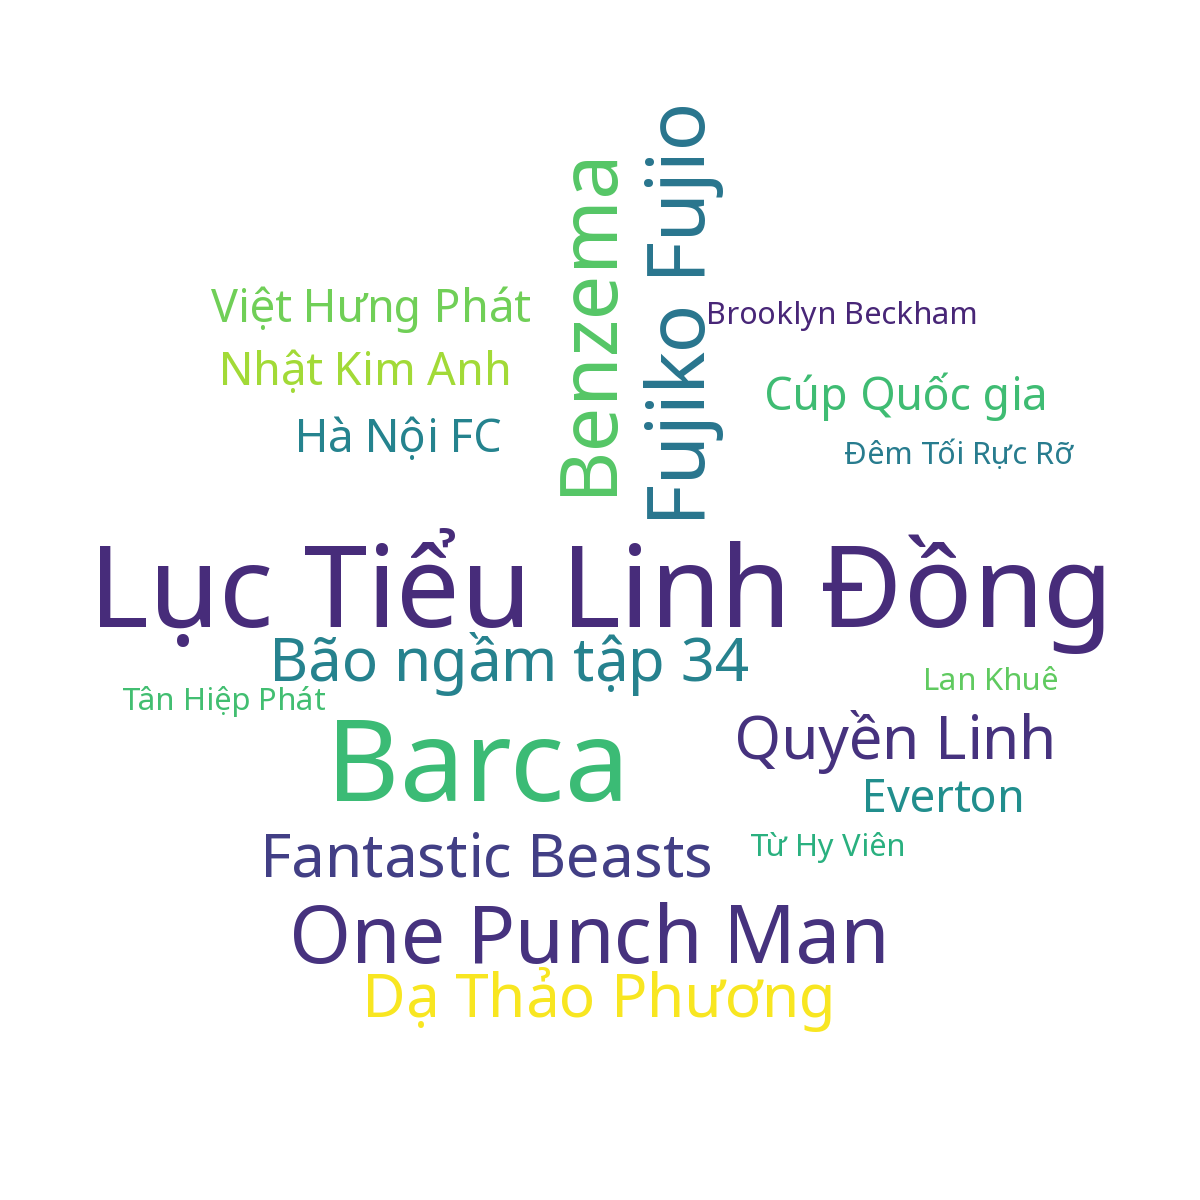 Fujiko Fujio
Benzema
Việt Hưng Phát
Brooklyn Beckham
Nhật Kim Anh
Cúp Quốc gia
Hà Nội FC
Đêm Tối Rực Rỡ
Lục Tiểu Linh Đồng
Bão ngầm tập 34
Lan Khuê
Tân Hiệp Phát
Quyền Linh
Barca
Everton
Từ Hy Viên
Fantastic Beasts
One Punch Man
Dạ Thảo Phương